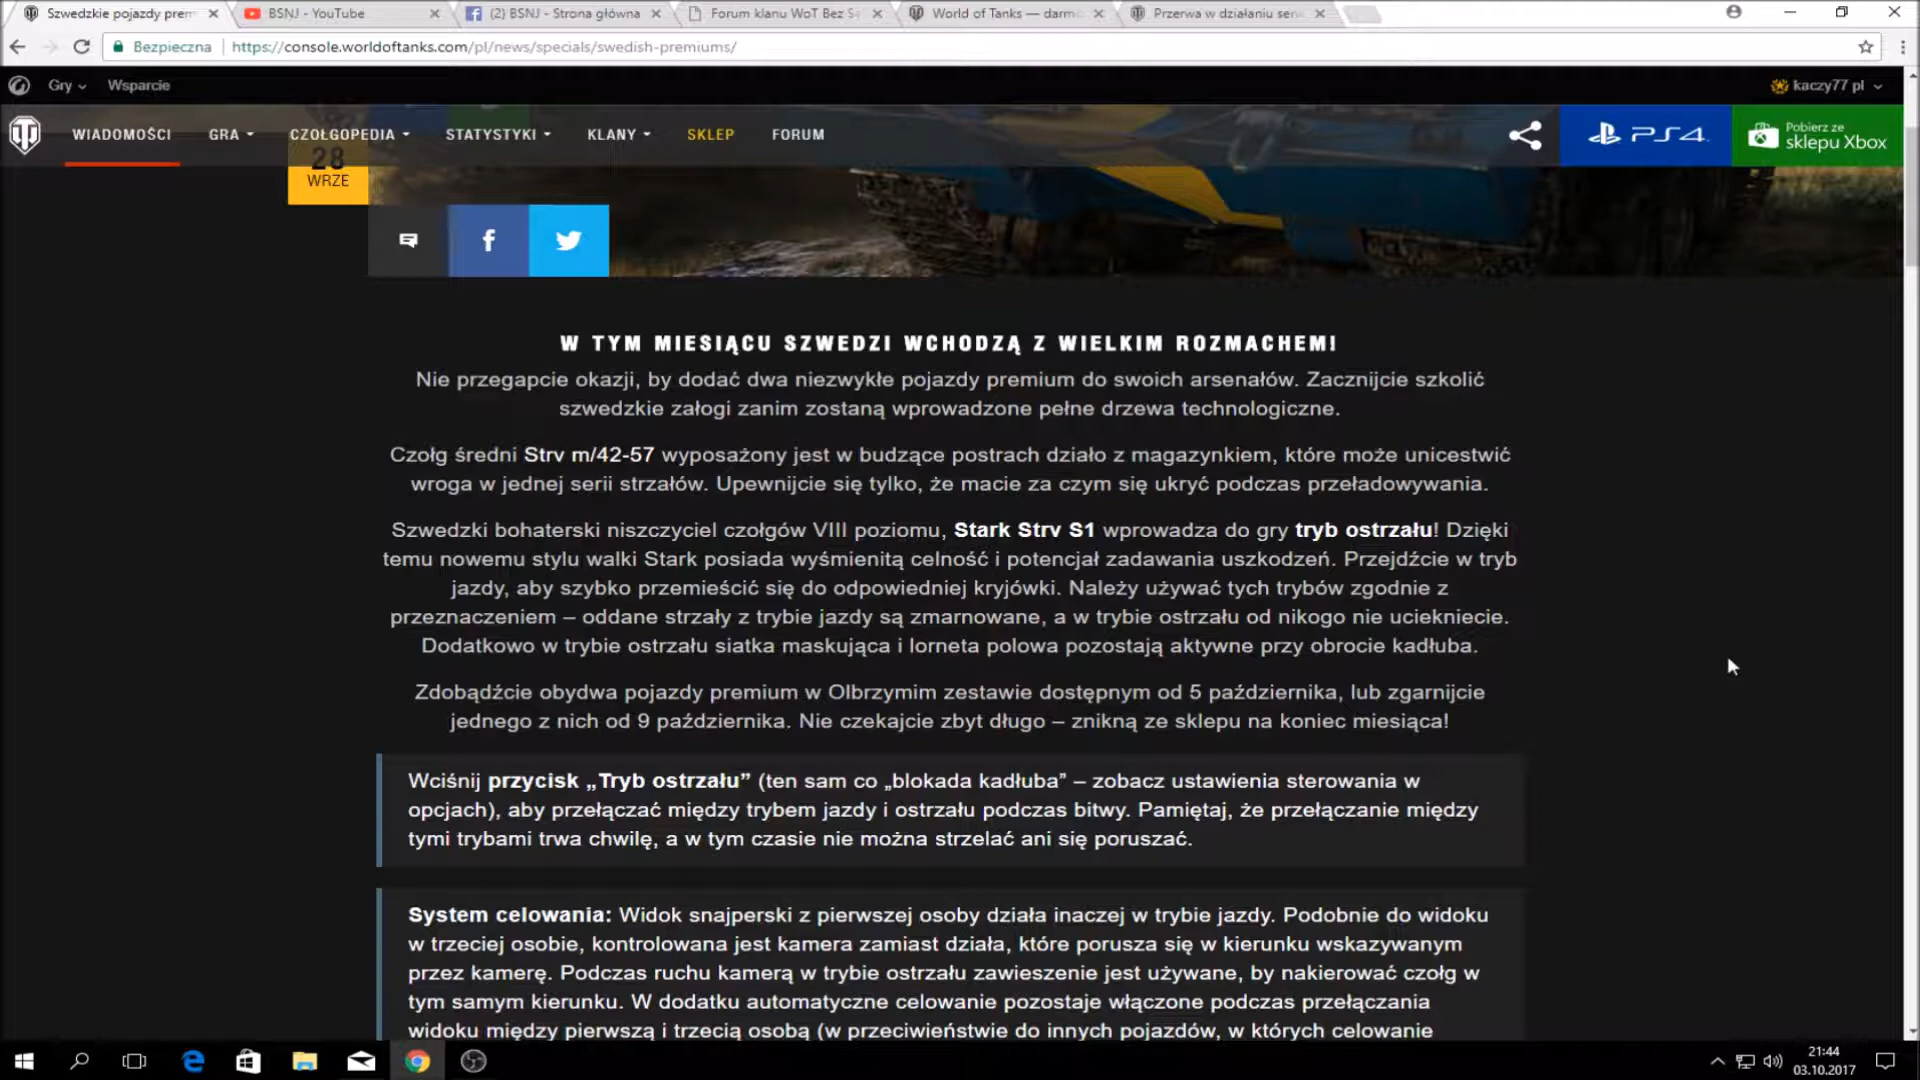 Szwedzkie pojazdy prem
BSNJ - YouTube
(2) BSNJ - Strona główna
Forum klanu WoT Bez S
World of Tanks — darm
Przerwa w działaniu serw
Bezpieczna
https://console.worldoftanks.com/pl/news/specials/swedish-premiums/
Gry
Wsparcie
kaczy77 pl
WIADOMOŚCI
GRA
CZOŁGOPEDIA
STATYSTYKI
KLANY
SKLEP
FORUM
PS4
Pobierz ze
sklepu Xbox
28
WRZE
W TYM MIESIĄCU SZWEDZI WCHODZĄ Z WIELKIM ROZMACHEM!
Nie przegapcie okazji, by dodać dwa niezwykłe pojazdy premium do swoich arsenałów. Zacznijcie szkolić
szwedzkie załogi zanim zostaną wprowadzone pełne drzewa technologiczne.
Czołg średni Strv m/42-57 wyposażony jest w budzące postrach działo z magazynkiem, które może unicestwić
wroga w jednej serii strzałów. Upewnijcie się tylko, że macie za czym się ukryć podczas przeładowywania.
Szwedzki bohaterski niszczyciel czołgów VIII poziomu, Stark Strv S1 wprowadza do gry tryb ostrzału! Dzięki
temu nowemu stylu walki Stark posiada wyśmienitą celność i potencjał zadawania uszkodzeń. Przejdźcie w tryb
jazdy, aby szybko przemieścić się do odpowiedniej kryjówki. Należy używać tych trybów zgodnie z
przeznaczeniem – oddane strzały z trybie jazdy są zmarnowane, a w trybie ostrzału od nikogo nie uciekniecie.
Dodatkowo w trybie ostrzału siatka maskująca i lorneta polowa pozostają aktywne przy obrocie kadłuba.
Zdobądźcie obydwa pojazdy premium w Olbrzymim zestawie dostępnym od 5 października, lub zgarnijcie
jednego z nich od 9 października. Nie czekajcie zbyt długo – znikną ze sklepu na koniec miesiąca!
Wciśnij przycisk „Tryb ostrzału” (ten sam co „blokada kadłuba” – zobacz ustawienia sterowania w
opcjach), aby przełączać między trybem jazdy i ostrzału podczas bitwy. Pamiętaj, że przełączanie między
tymi trybami trwa chwilę, a w tym czasie nie można strzelać ani się poruszać.
System celowania: Widok snajperski z pierwszej osoby działa inaczej w trybie jazdy. Podobnie do widoku
w trzeciej osobie, kontrolowana jest kamera zamiast działa, które porusza się w kierunku wskazywanym
przez kamerę. Podczas ruchu kamerą w trybie ostrzału zawieszenie jest używane, by nakierować czołg w
tym samym kierunku. W dodatku automatyczne celowanie pozostaje włączone podczas przełączania
widoku między pierwszą i trzecią osobą (w przeciwieństwie do innych pojazdów, w których celowanie
21:44
03.10.2017